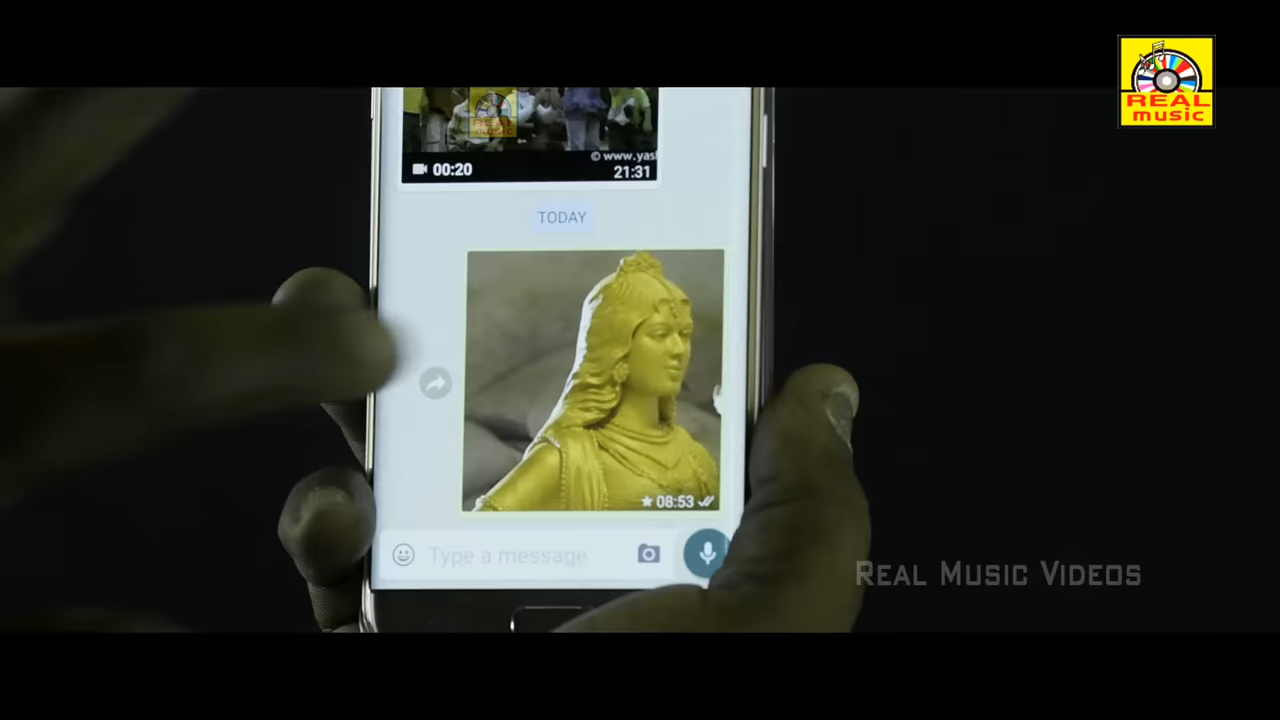 REAL
music
© www.yas
00:20
21:31
TODAY
08:53
Type a message
REAL MUSIC VIDEOS